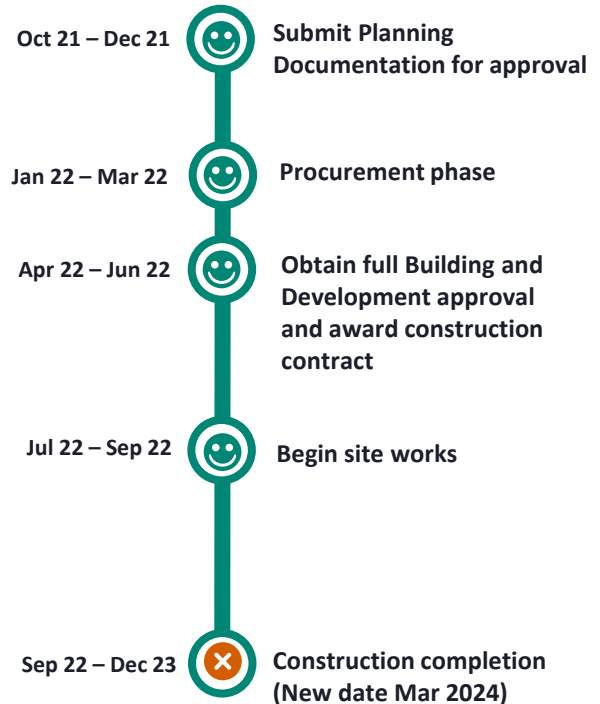 Oct 21 – Dec 21
Submit Planning
Documentation for approval
Jan 22 – Mar 22
Procurement phase
Apr 22 – Jun 22
Obtain full Building and
Development approval
and award construction
contract
Jul 22 – Sep 22
Begin site works
Sep 22 – Dec 23
Construction completion
(New date Mar 2024)